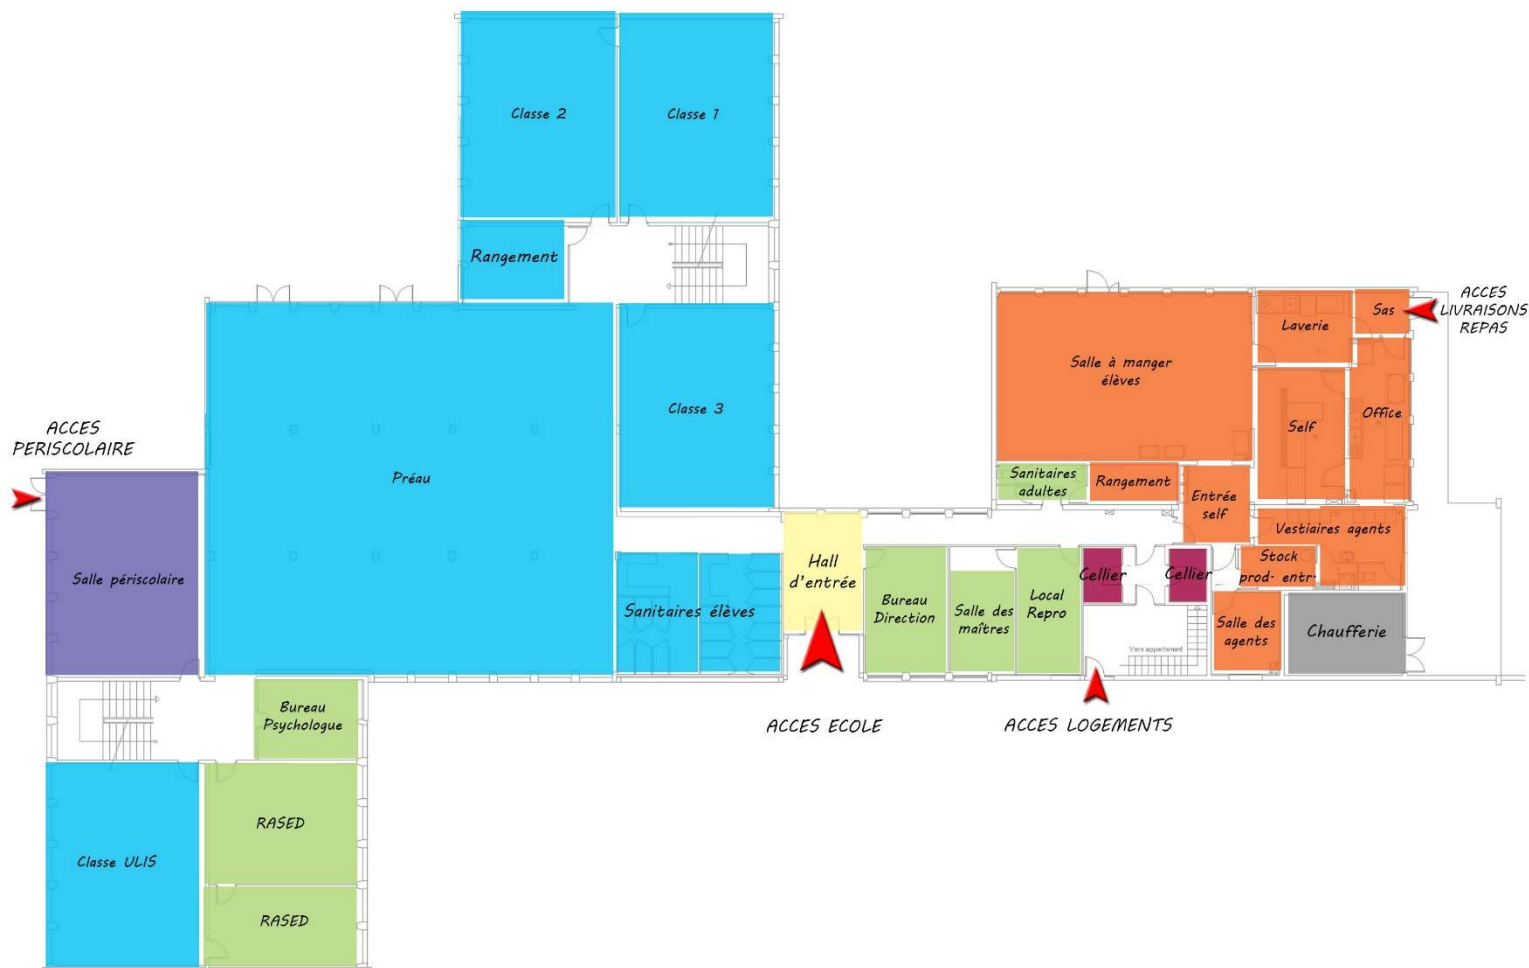 Classe 2
Classe 1
Rangement
ACCES
LIVRAISONS
REPAS
Sas
Laverie
Salle à manger
élèves
Classe 3
Office
Self
ACCES
PERISCOLAIRE
Préau
Sanitaires
adultes
Rangement
Entrée
self
Vestiaires agents
Salle périscolaire
Hall
d'entrée
Stock
prod. entr.
Cellier
Cellier
Sanitaires élèves
Bureau
Direction
Salle des
maîtres
Local
Repro
Salle des
agents
Chaufferie
Vers appartement
Bureau
Psychologue
ACCES ECOLE
ACCES LOGEMENTS
RASED
Classe ULIS
RASED